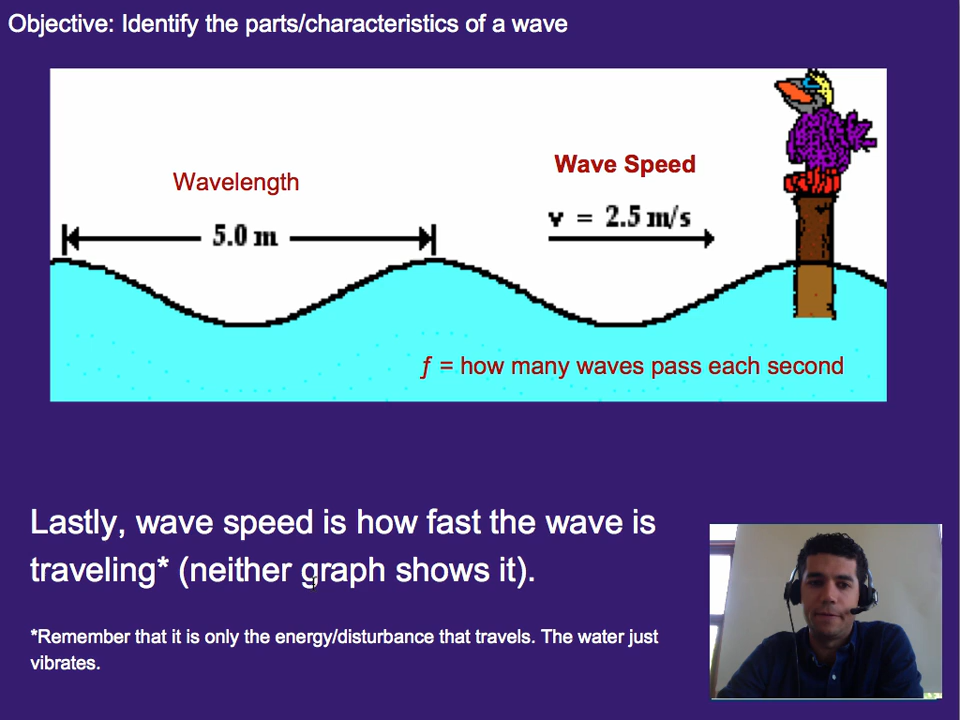 Objective: Identify the parts/characteristics of a wave
Wave Speed
Wavelength
v = 2.5 m/s
5.0 m
ƒ = how many waves pass each second
Lastly, wave speed is how fast the wave is
traveling* (neither graph shows it).
*Remember that it is only the energy/disturbance that travels. The water just
vibrates.